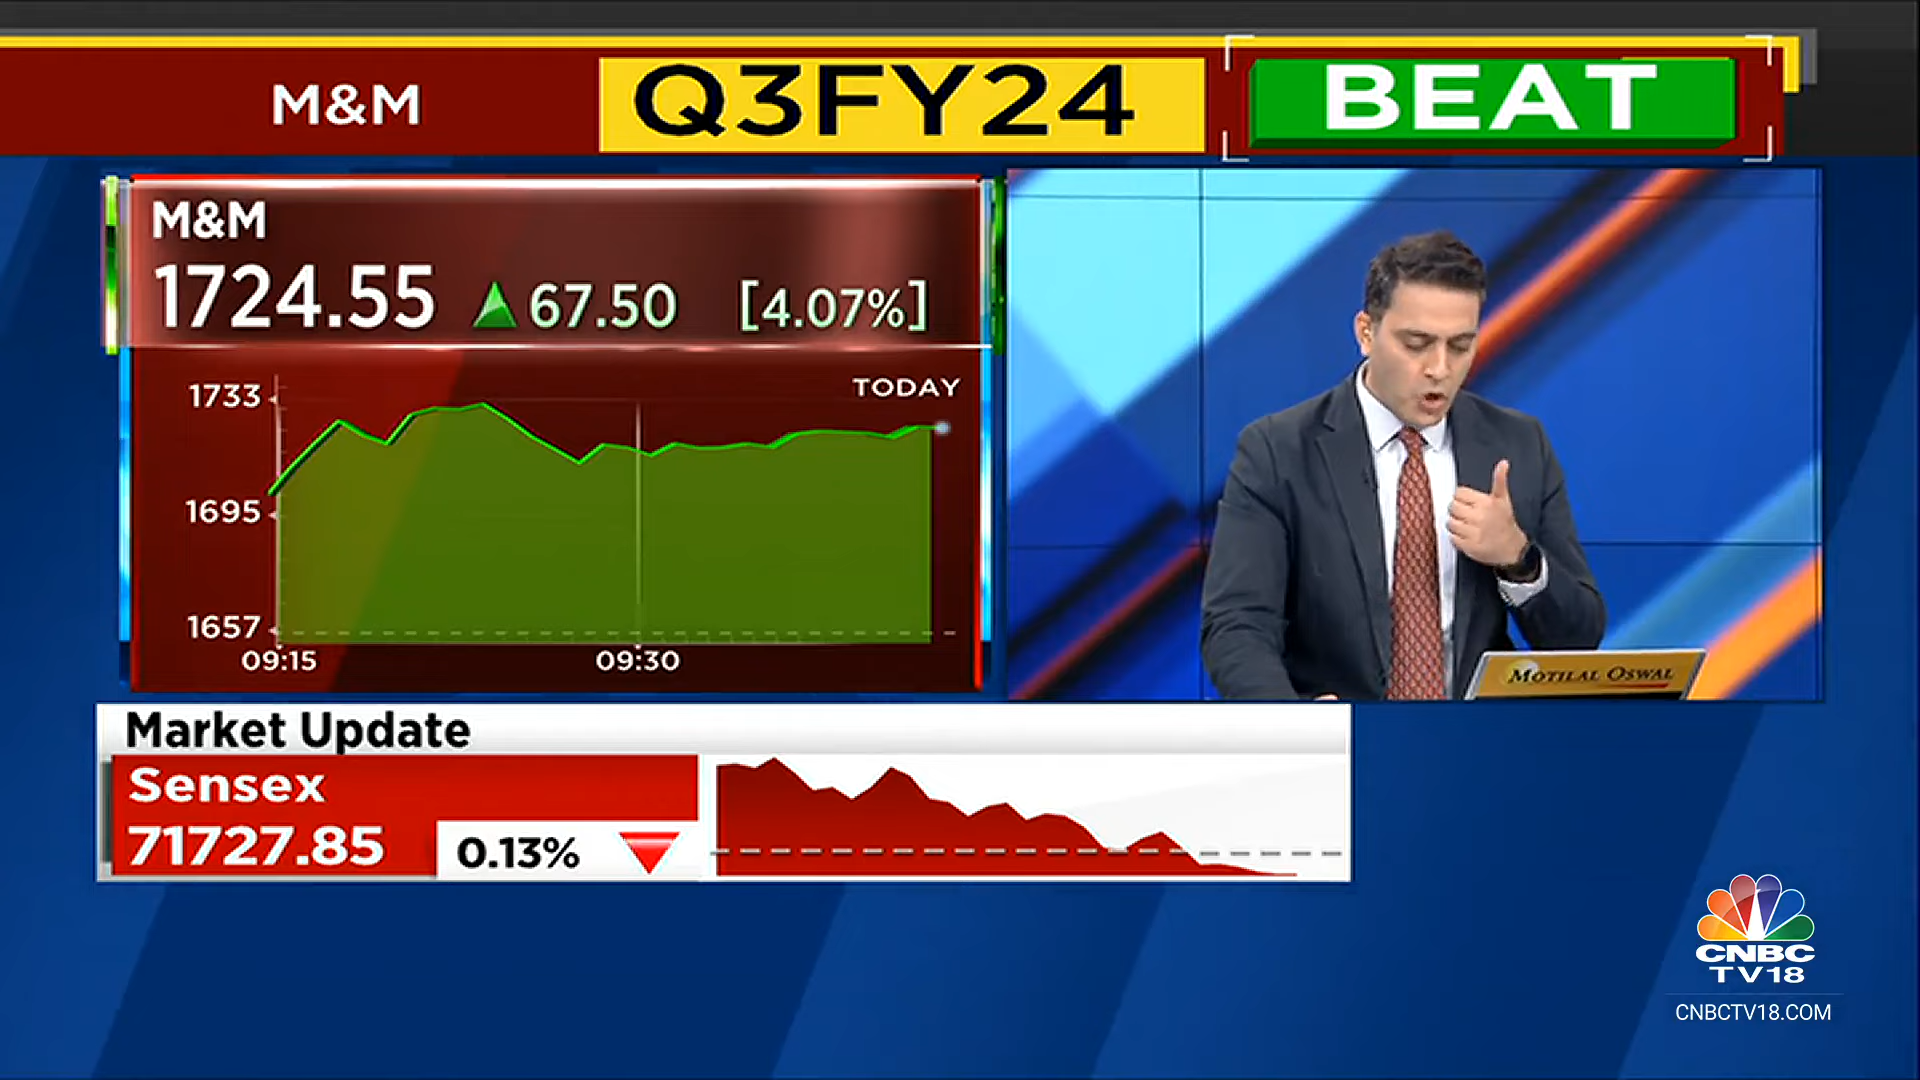 M&M
Q3FY24
BEAT
M&M
1724.55 ▲ 67.50 [4.07%]
TODAY
1733
1695
1657
09:15 09:30
MOTILAL OSWAL
Market Update
Sensex
71727.85
0.13%
CNBC
TV18
CNBCTV18.COM